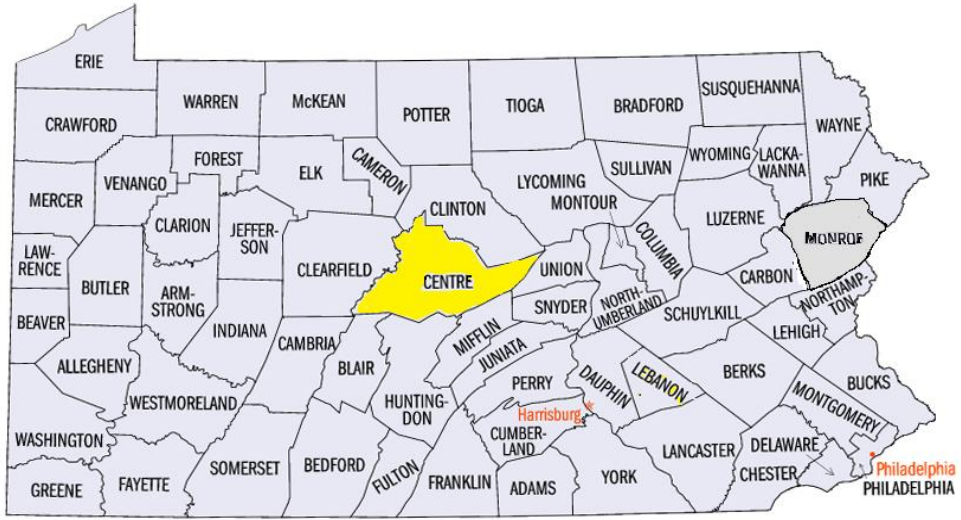 ERIE
CRAWFORD
WARREN
McKEAN
POTTER
TIOGA
BRADFORD
SUSQUEHANNA
WAYNE
MERCER
VENANGO
FOREST
ELK
CAMERON
CLINTON
LYCOMING
SULLIVAN
WYOMING
LACKA-
WANNA
PIKE
CLARION
JEFFER-
SON
CLEARFIELD
CENTRE
MONTOUR
COLUMBIA
LUZERNE
MONROE
LAW-
RENCE
BUTLER
ARM-
STRONG
UNION
SNYDER
NORTH-
UMBERLAND
CARBON
NORTHAMP-
TON
BEAVER
ALLEGHENY
INDIANA
CAMBRIA
BLAIR
MIFFLIN
JUNIATA
SCHUYLKILL
LEHIGH
WESTMORELAND
HUNTING-
DON
PERRY
DAUPHIN
LEBANON
BERKS
MONTGOMERY
BUCKS
Harrisburg
WASHINGTON
GREENE
FAYETTE
SOMERSET
BEDFORD
FULTON
FRANKLIN
CUMBER-
LAND
ADAMS
YORK
LANCASTER
DELAWARE
CHESTER
Philadelphia
PHILADELPHIA